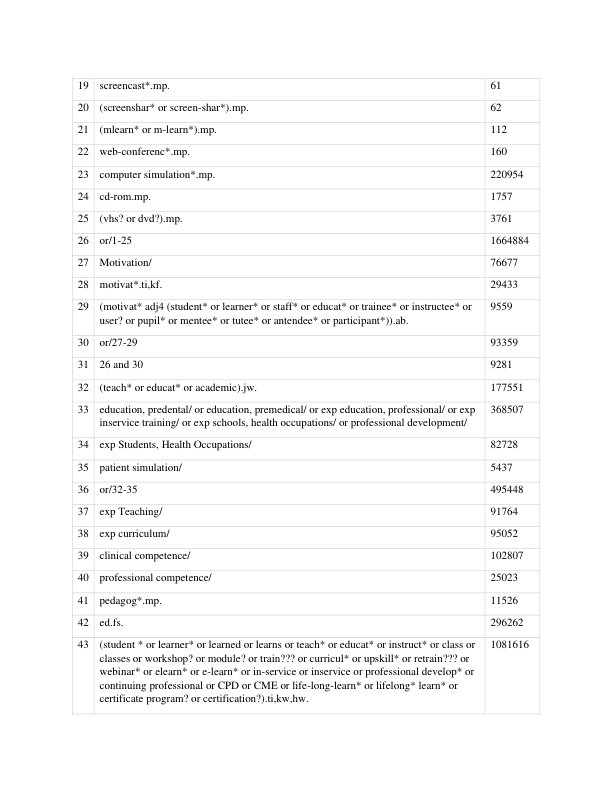 19 screencast*.mp. 61
20 (screenshar* or screen-shar*).mp. 62
21 (mlearn* or m-learn*).mp. 112
22 web-conferenc*.mp. 160
23 computer simulation*.mp. 220954
24 cd-rom.mp. 1757
25 (vhs? or dvd?).mp. 3761
26 or/1-25 1664884
27 Motivation/ 76677
28 motivat*.ti,kf. 29433
29 (motivat* adj4 (student* or learner* or staff* or educat* or trainee* or instructee* or 9559
user? or pupil* or mentee* or tutee* or antendee* or participant*)).ab.
30 or/27-29 93359
31 26 and 30 9281
32 (teach* or educat* or academic).jw. 177551
33 education, predental/ or education, premedical/ or exp education, professional/ or exp 368507
inservice training/ or exp schools, health occupations/ or professional development/
34 exp Students, Health Occupations/ 82728
35 patient simulation/ 5437
36 or/32-35 495448
37 exp Teaching/ 91764
38 exp curriculum/ 95052
39 clinical competence/ 102807
40 professional competence/ 25023
41 pedagog*.mp. 11526
42 ed.fs. 296262
43 (student * or learner* or learned or learns or teach* or educat* or instruct* or class or 1081616
classes or workshop? or module? or train??? or curricul* or upskill* or retrain??? or
webinar* or elearn* or e-learn* or in-service or inservice or professional develop* or
continuing professional or CPD or CME or life-long-learn* or lifelong* learn* or
certificate program? or certification?).ti,kw,hw.